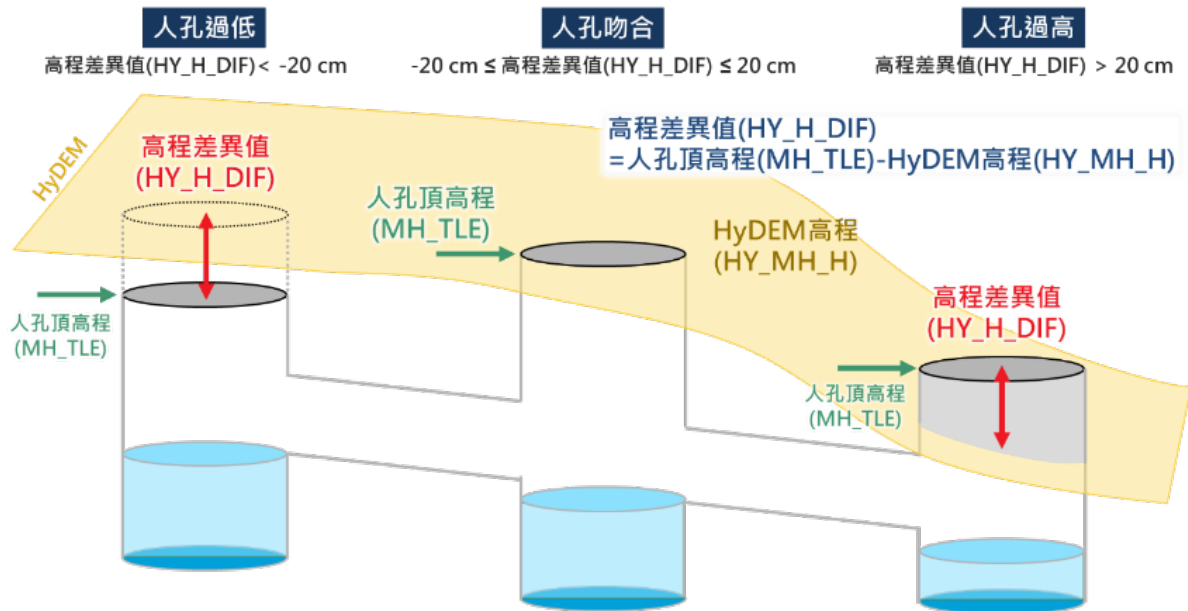 人孔過低
高程差異值(HY_H_DIF)< -20 cm
人孔吻合
-20 cm ≤ 高程差異值(HY_H_DIF) ≤ 20 cm
人孔過高
高程差異值(HY_H_DIF) > 20 cm
高程差異值(HY_H_DIF)
=人孔頂高程(MH_TLE)-HyDEM高程(HY_MH_H)
HyDEM
高程差異值
(HY_H_DIF)
人孔頂高程
(MH_TLE)
人孔頂高程
(MH_TLE)
HyDEM高程
(HY_MH_H)
高程差異值
(HY_H_DIF)
人孔頂高程
(MH_TLE)